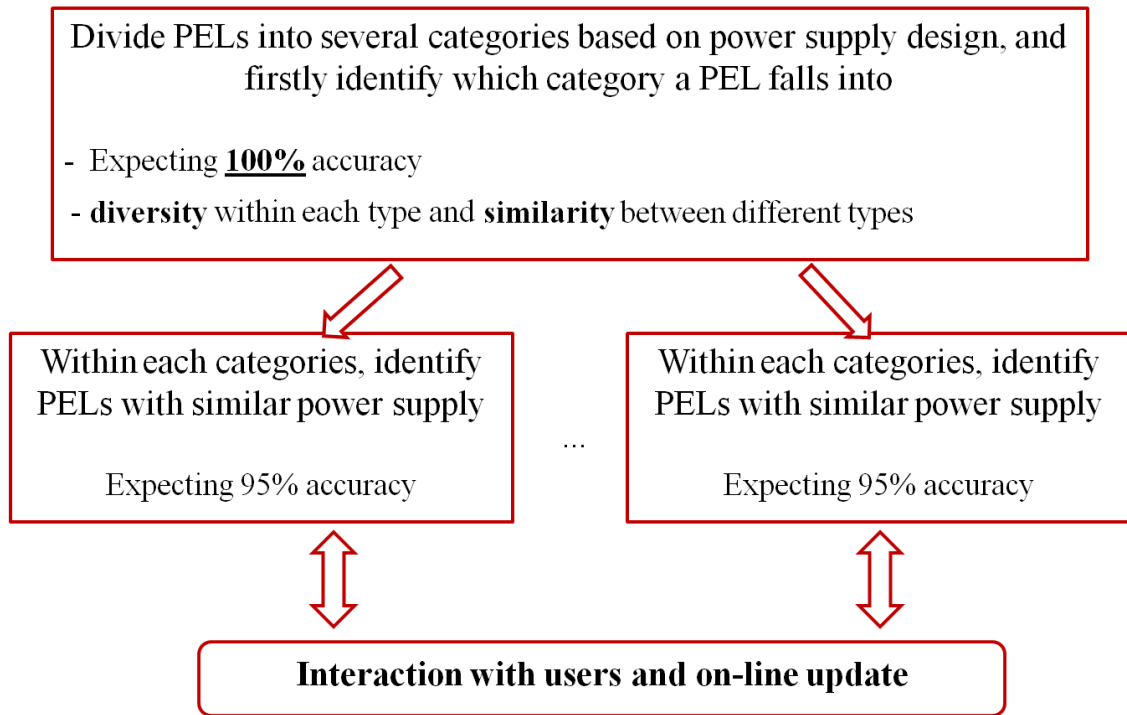 Divide PELs into several categories based on power supply design, and
firstly identify which category a PEL falls into
- Expecting 100% accuracy
- diversity within each type and similarity between different types
Within each categories, identify
PELs with similar power supply
Expecting 95% accuracy
...
Within each categories, identify
PELs with similar power supply
Expecting 95% accuracy
Interaction with users and on-line update